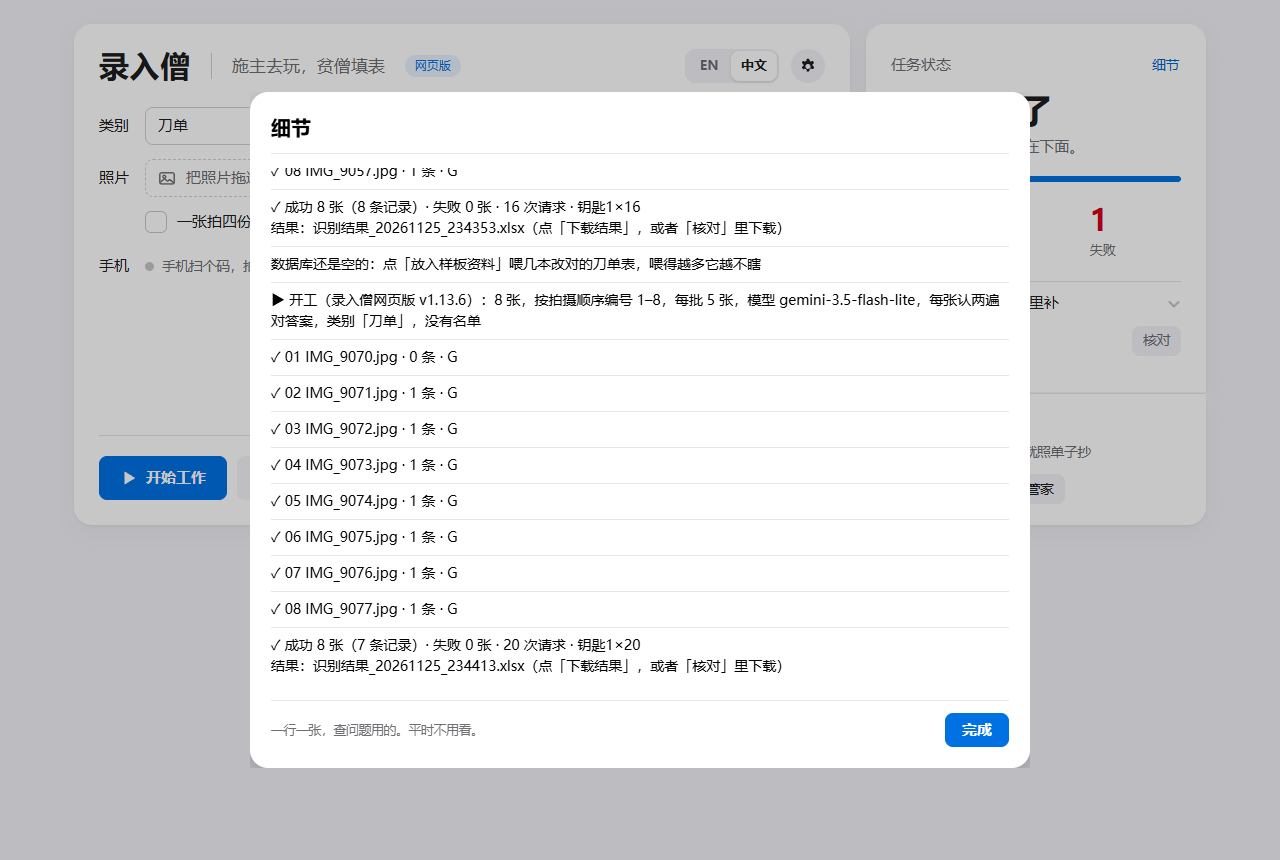 录入僧
施主去玩，贫僧填表
网页版
EN
中文
类别
刀单
照片
把照片拖
一张拍四份
手机
手机扫个码，
开始工作
任务状态
细节
了
在下面。
1
失败
里补
核对
照单子抄
管家
细节
✓ 08 IMG_9057.jpg · 1 条 · G
✓ 成功 8 张（8 条记录）· 失败 0 张 · 16 次请求 · 钥匙1×16
结果：识别结果_20261125_234353.xlsx（点「下载结果」，或者「核对」里下载）
数据库还是空的：点「放入样板资料」喂几本改对的刀单表，喂得越多它越不瞎
▶ 开工（录入僧网页版 v1.13.6）：8 张，按拍摄顺序编号 1–8，每批 5 张，模型 gemini-3.5-flash-lite，每张认两遍
对答案，类别「刀单」，没有名单
✓ 01 IMG_9070.jpg · 0 条 · G
✓ 02 IMG_9071.jpg · 1 条 · G
✓ 03 IMG_9072.jpg · 1 条 · G
✓ 04 IMG_9073.jpg · 1 条 · G
✓ 05 IMG_9074.jpg · 1 条 · G
✓ 06 IMG_9075.jpg · 1 条 · G
✓ 07 IMG_9076.jpg · 1 条 · G
✓ 08 IMG_9077.jpg · 1 条 · G
✓ 成功 8 张（7 条记录）· 失败 0 张 · 20 次请求 · 钥匙1×20
结果：识别结果_20261125_234413.xlsx（点「下载结果」，或者「核对」里下载）
一行一张，查问题用的。平时不用看。
完成